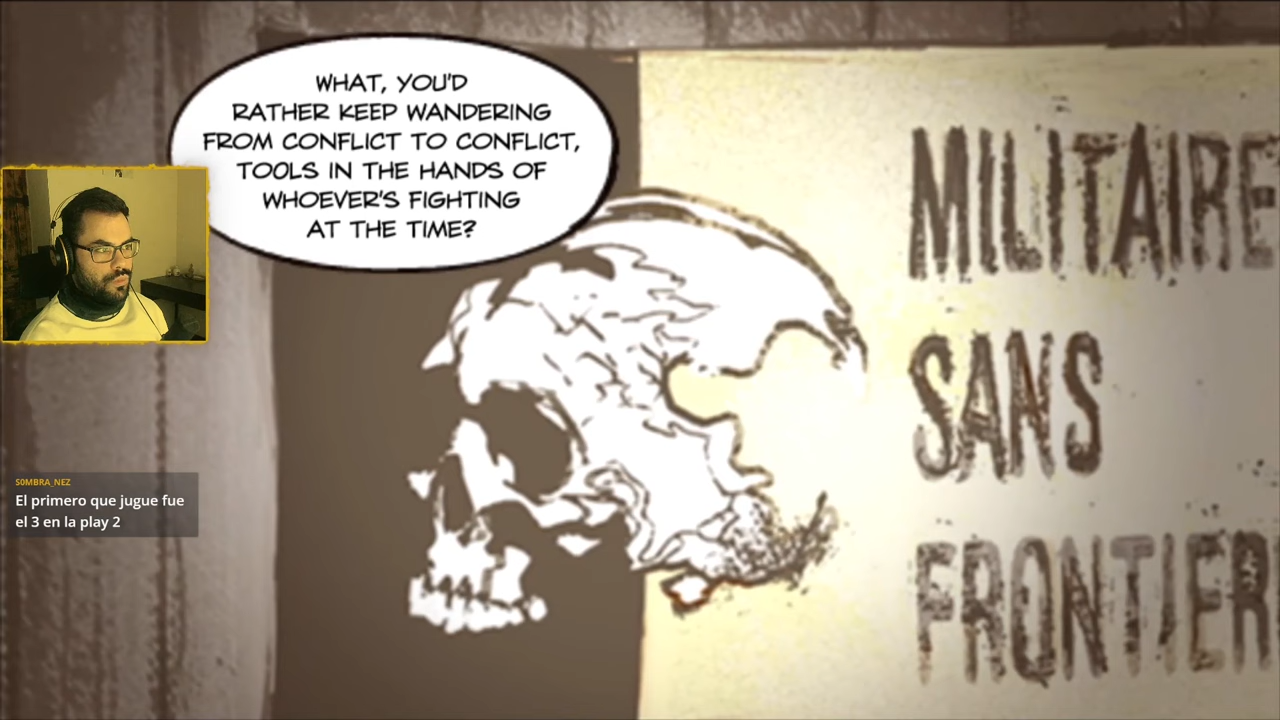 WHAT, YOU'D
RATHER KEEP WANDERING
FROM CONFLICT TO CONFLICT,
TOOLS IN THE HANDS OF
WHOEVER'S FIGHTING
AT THE TIME?
MILITAIRE
SANS
FRONTIER
S0MBRA_NEZ
El primero que jugue fue
el 3 en la play 2